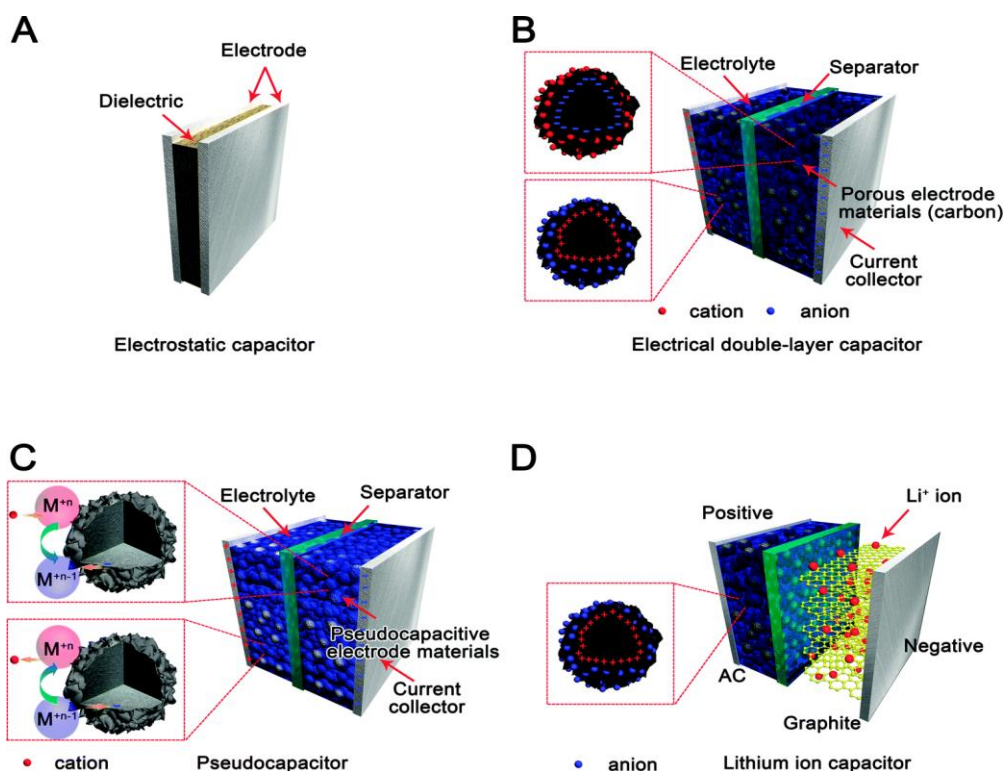 A
Electrode
Dielectric
Electrostatic capacitor
B
Electrolyte
Separator
Porous electrode
materials (carbon)
Current
collector
cation
anion
Electrical double-layer capacitor
C
M+n
M+n-1
M+n
M+n-1
Electrolyte
Separator
Pseudocapacitive
electrode materials
Current
collector
cation
Pseudocapacitor
D
Li+ ion
Positive
Negative
AC
Graphite
anion
Lithium ion capacitor